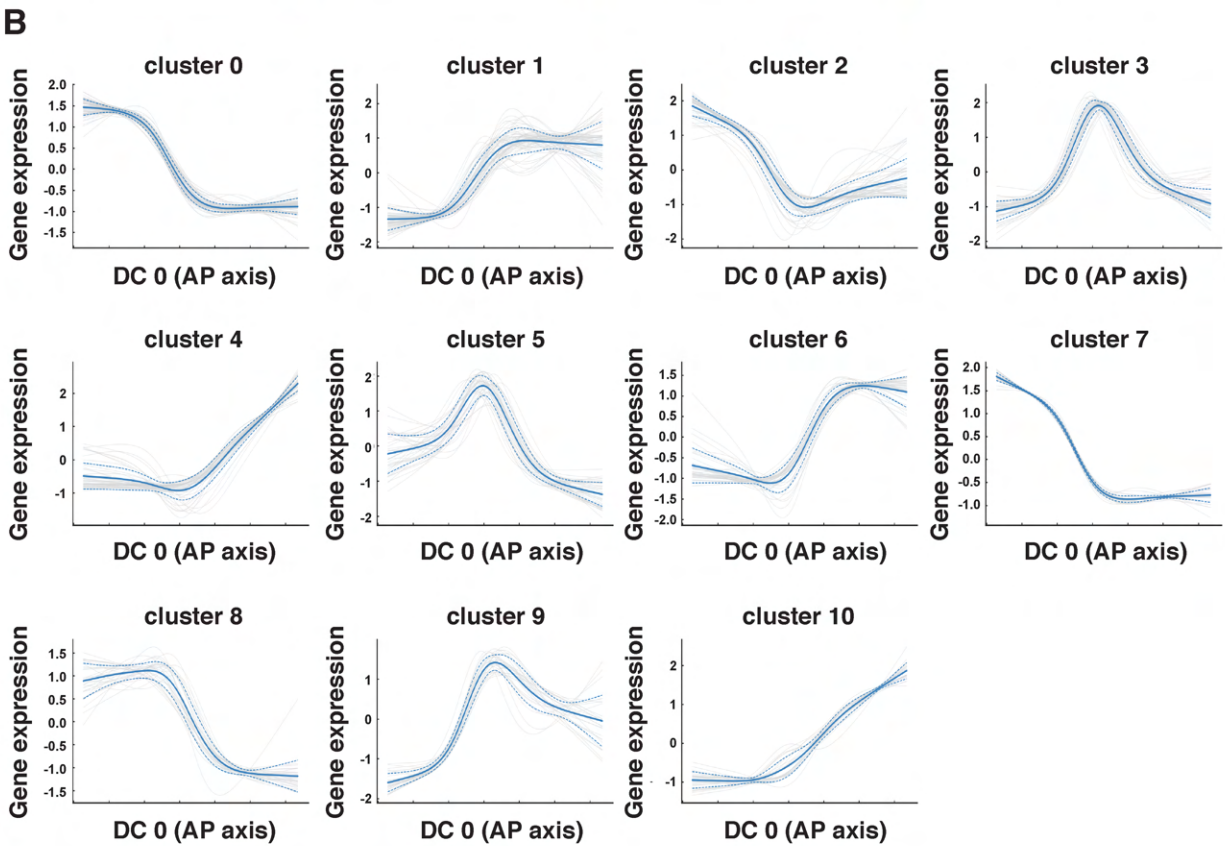 B
cluster 0
Gene expression
2.0
1.5
1.0
0.5
0.0
-0.5
-1.0
-1.5
DC 0 (AP axis)
cluster 1
Gene expression
2
1
0
-1
-2
DC 0 (AP axis)
cluster 2
Gene expression
2
1
0
-1
-2
DC 0 (AP axis)
cluster 3
Gene expression
2
1
0
-1
-2
DC 0 (AP axis)
cluster 4
Gene expression
2
1
0
-1
DC 0 (AP axis)
cluster 5
Gene expression
2
1
0
-1
-2
DC 0 (AP axis)
cluster 6
Gene expression
1.5
1.0
0.5
0.0
-0.5
-1.0
-1.5
-2.0
DC 0 (AP axis)
cluster 7
Gene expression
2.0
1.5
1.0
0.5
0.0
-0.5
-1.0
DC 0 (AP axis)
cluster 8
Gene expression
1.5
1.0
0.5
0.0
-0.5
-1.0
-1.5
DC 0 (AP axis)
cluster 9
Gene expression
1
0
-1
-2
DC 0 (AP axis)
cluster 10
Gene expression
2
1
0
-1
DC 0 (AP axis)